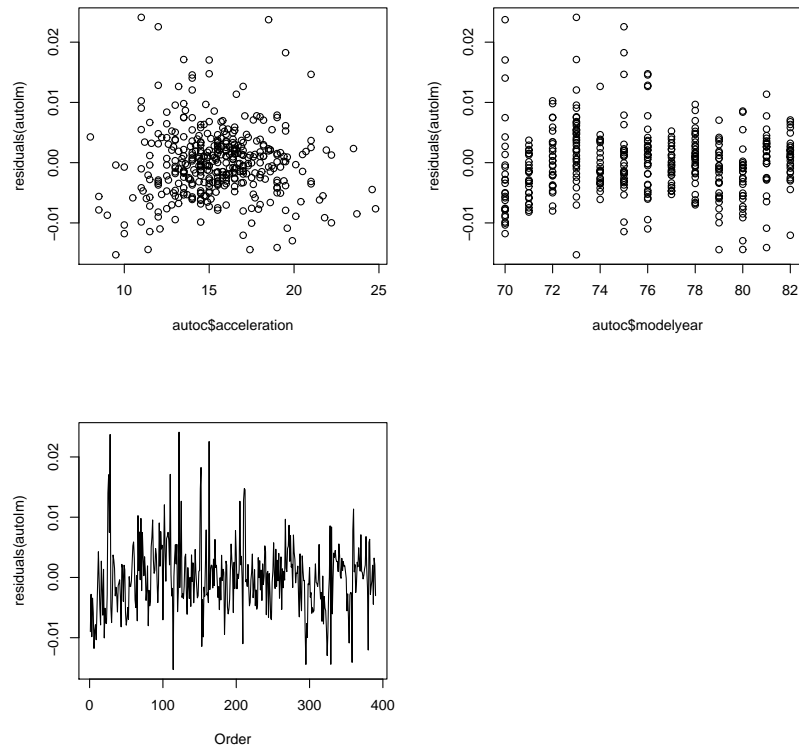 residuals(autolm)
−0.01 0.00 0.01 0.02
10 15 20 25
autoc$acceleration
residuals(autolm)
−0.01 0.00 0.01 0.02
70 72 74 76 78 80 82
autoc$modelyear
residuals(autolm)
−0.01 0.00 0.01 0.02
0 100 200 300 400
Order